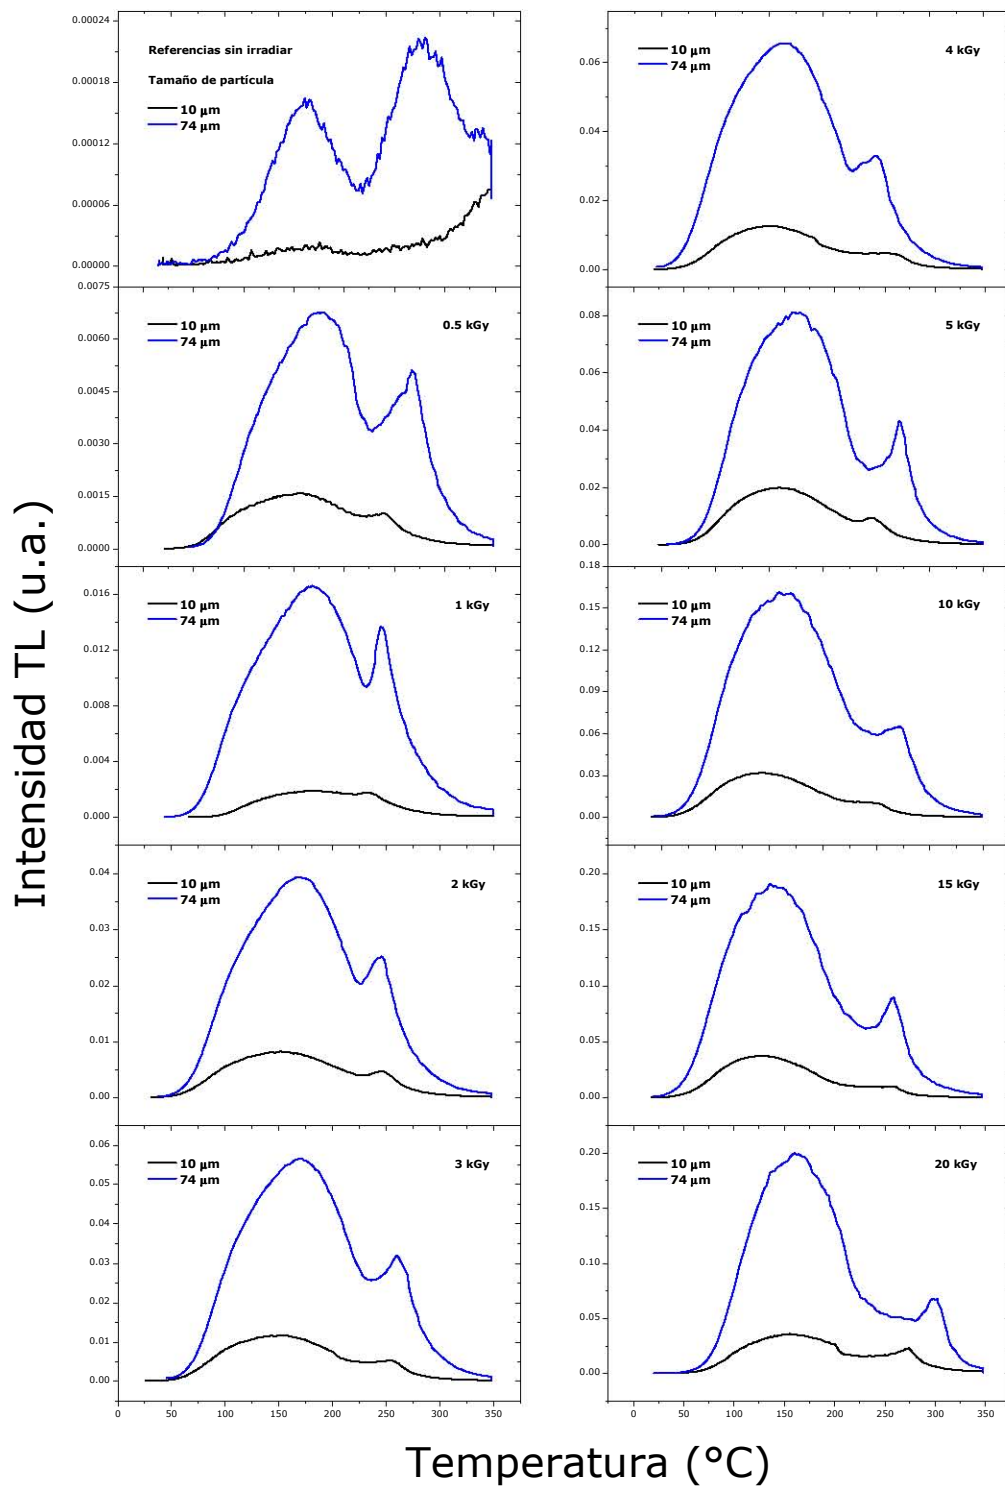 Intensidad TL (u.a.)
0.00024
0.00018
0.00012
0.00006
0.00000
Referencias sin irradiar
Tamaño de partícula
10 µm
74 µm
0.0075
0.0060
0.0045
0.0030
0.0015
0.0000
10 µm
74 µm
0.5 kGy
0.016
0.012
0.008
0.004
0.000
10 µm
74 µm
1 kGy
0.04
0.03
0.02
0.01
0.00
10 µm
74 µm
2 kGy
0.06
0.05
0.04
0.03
0.02
0.01
0.00
10 µm
74 µm
3 kGy
0 50 100 150 200 250 300 350
0.06
0.04
0.02
0.00
10 µm
74 µm
4 kGy
0.08
0.06
0.04
0.02
0.00
10 µm
74 µm
5 kGy
0.18
0.15
0.12
0.09
0.06
0.03
0.00
10 µm
74 µm
10 kGy
0.20
0.15
0.10
0.05
0.00
10 µm
74 µm
15 kGy
0.20
0.15
0.10
0.05
0.00
10 µm
74 µm
20 kGy
0 50 100 150 200 250 300 350
Temperatura (°C)